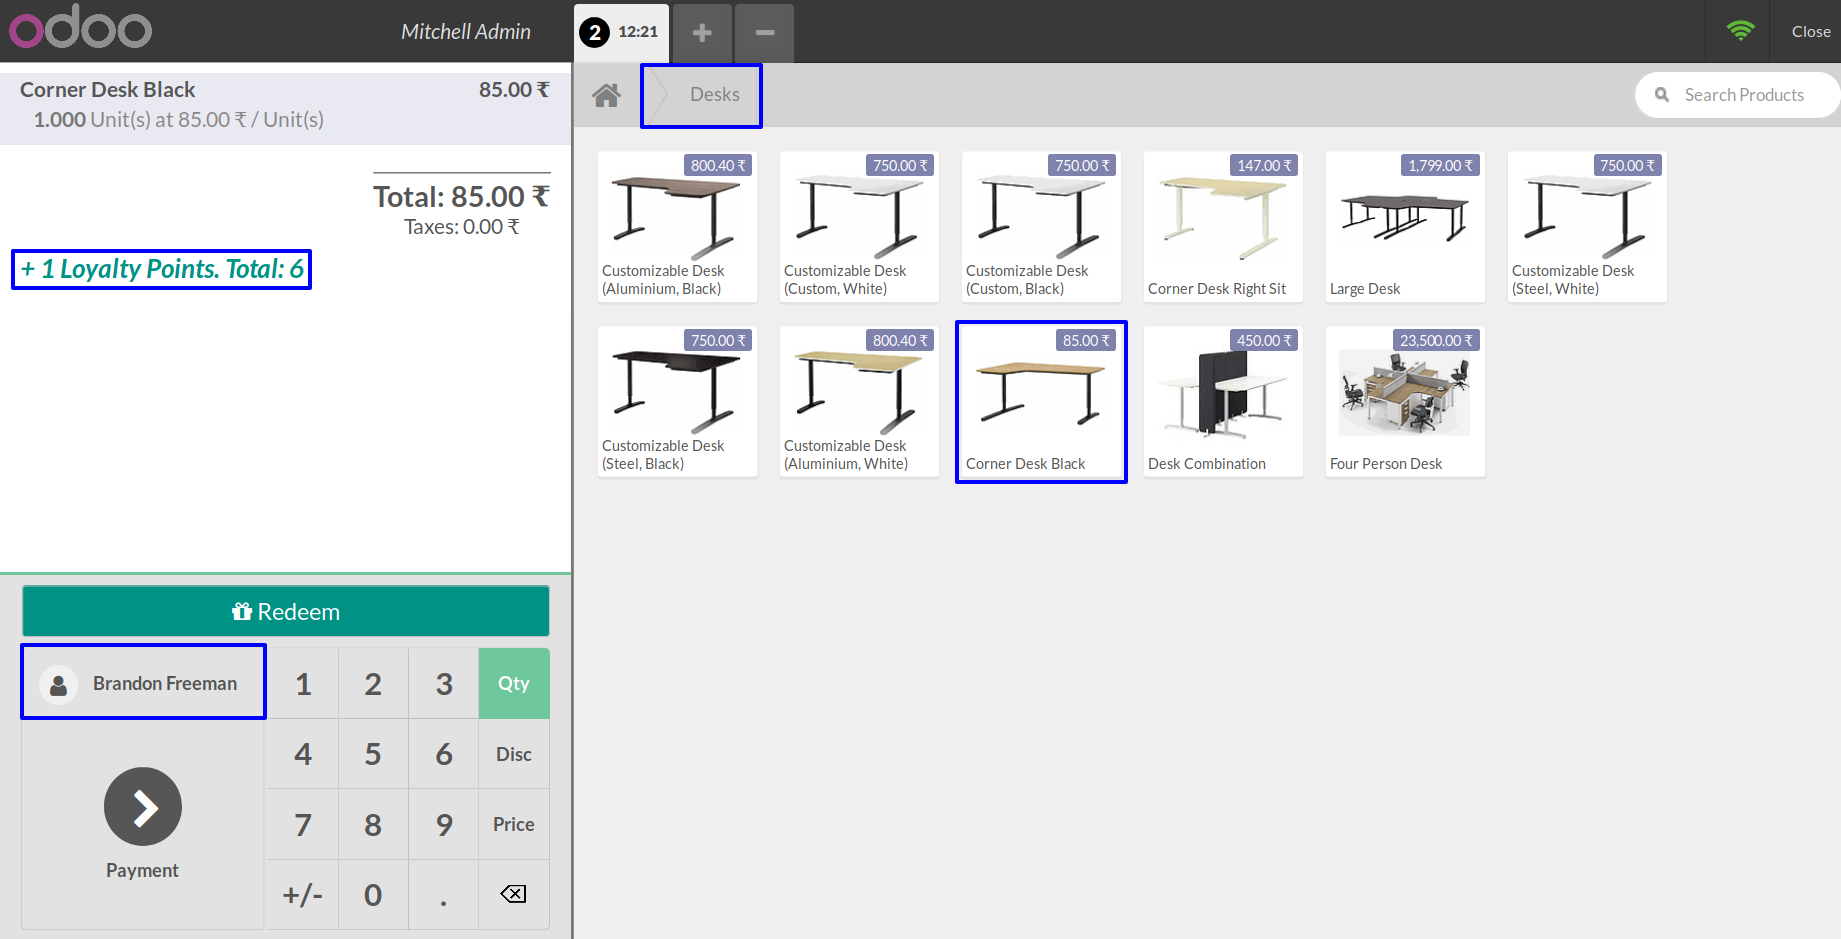 odoo
Mitchell Admin
2 12:21
Close
Corner Desk Black 85.00 ₹
1.000 Unit(s) at 85.00 ₹ / Unit(s)
Total: 85.00 ₹
Taxes: 0.00 ₹
+ 1 Loyalty Points. Total: 6
Redeem
Brandon Freeman
Payment
1 2 3 Qty
4 5 6 Disc
7 8 9 Price
+/- 0 .
Desks
Search Products
800.40 ₹
Customizable Desk
(Aluminium, Black)
750.00 ₹
Customizable Desk
(Custom, White)
750.00 ₹
Customizable Desk
(Custom, Black)
147.00 ₹
Corner Desk Right Sit
1,799.00 ₹
Large Desk
750.00 ₹
Customizable Desk
(Steel, White)
750.00 ₹
Customizable Desk
(Steel, Black)
800.40 ₹
Customizable Desk
(Aluminium, White)
85.00 ₹
Corner Desk Black
450.00 ₹
Desk Combination
23,500.00 ₹
Four Person Desk